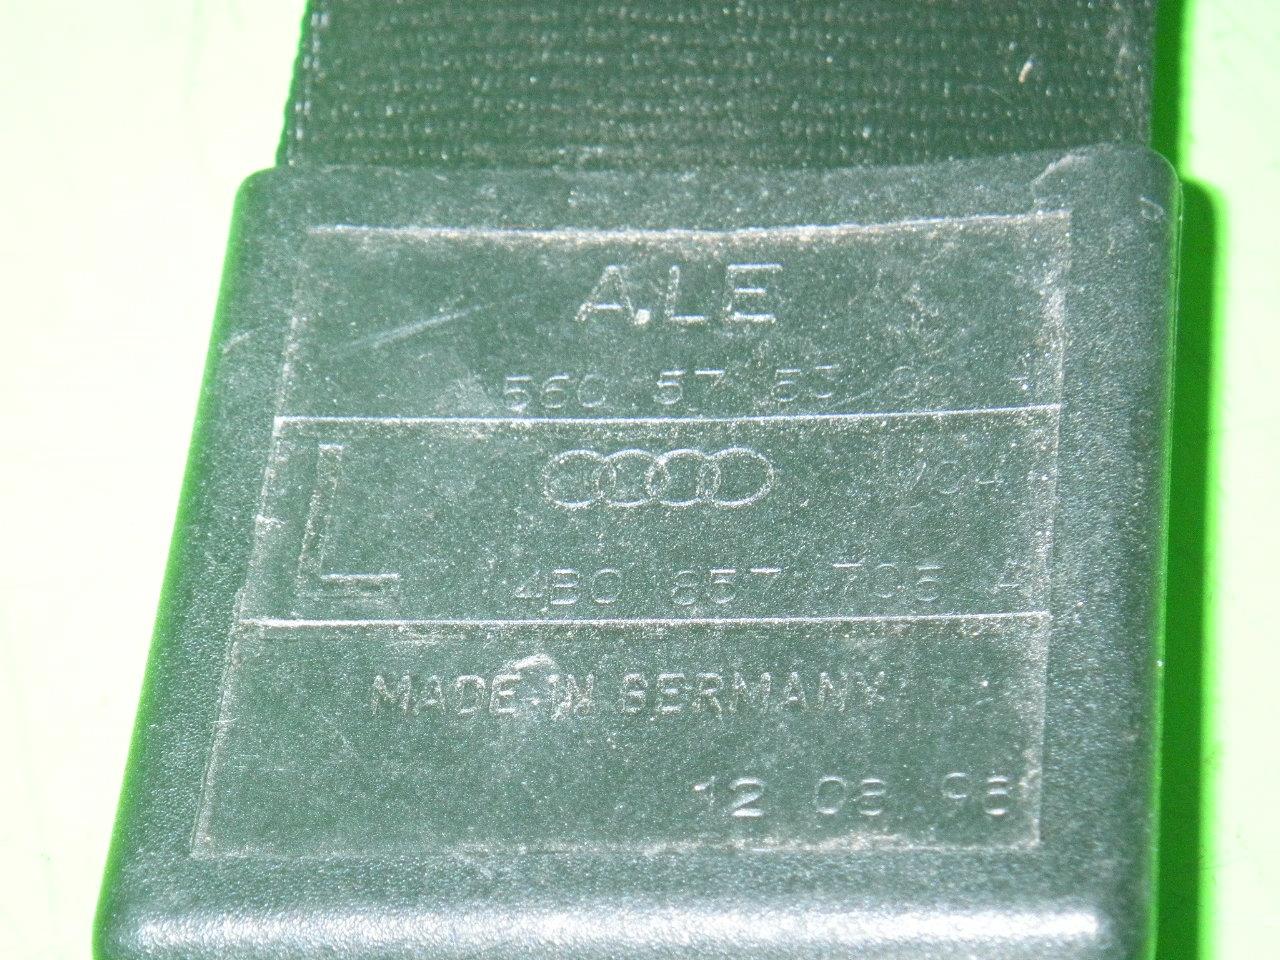 A.LE
560 57 53
L
4B0 857 705 A
MADE IN GERMANY
12 08 98